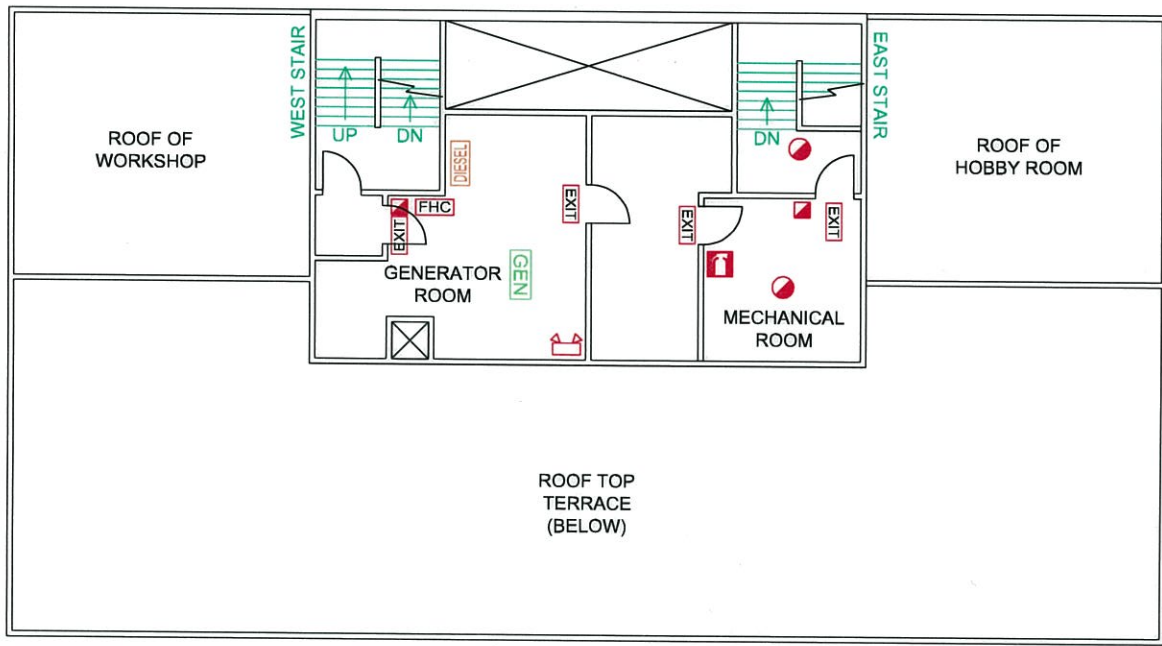 WEST STAIR
EAST STAIR
ROOF OF
WORKSHOP
UP
DN
DN
ROOF OF
HOBBY ROOM
DIESEL
EXIT
FHC
EXIT
EXIT
EXIT
GEN
GENERATOR
ROOM
MECHANICAL
ROOM
ROOF TOP
TERRACE
(BELOW)